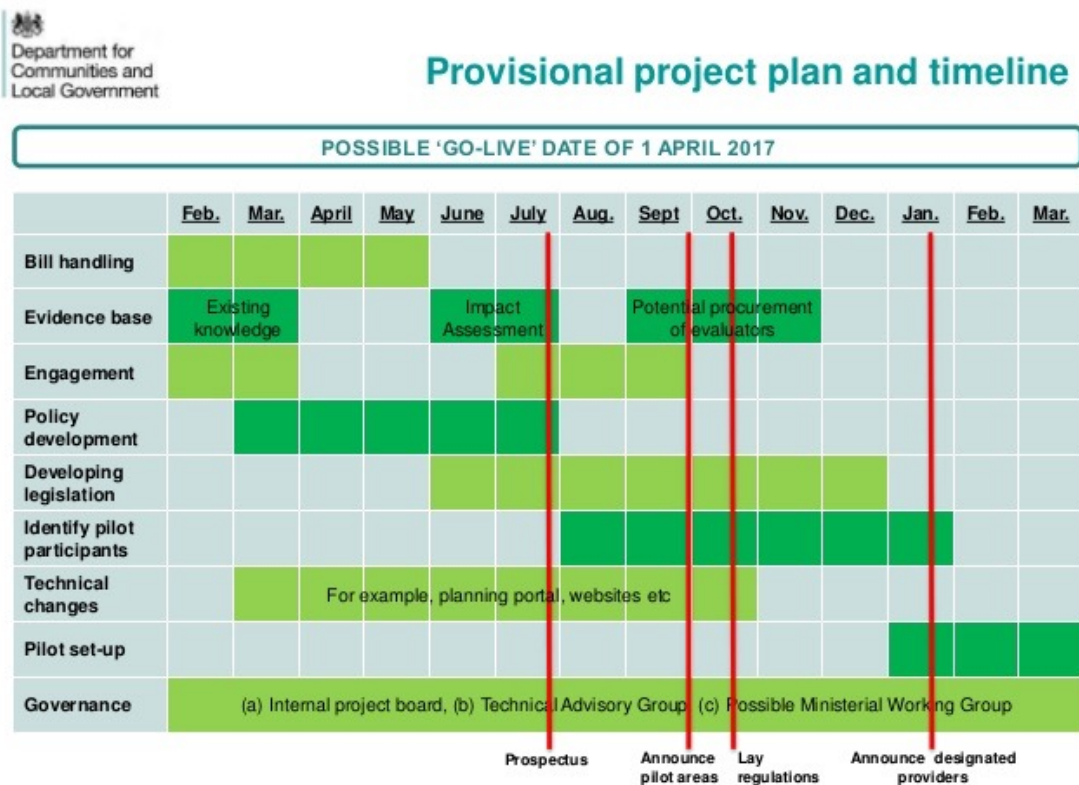 Department for
Communities and
Local Government
Provisional project plan and timeline
POSSIBLE ‘GO-LIVE’ DATE OF 1 APRIL 2017
Feb. Mar. April May June July Aug. Sept Oct. Nov. Dec. Jan. Feb. Mar.
Bill handling
Evidence base
Existing
knowledge
Impact
Assessment
Potential procurement
of evaluators
Engagement
Policy
development
Developing
legislation
Identify pilot
participants
Technical
changes
For example, planning portal, websites etc
Pilot set-up
Governance
(a) Internal project board, (b) Technical Advisory Group (c) Possible Ministerial Working Group
Prospectus
Announce
pilot areas
Lay
regulations
Announce designated
providers